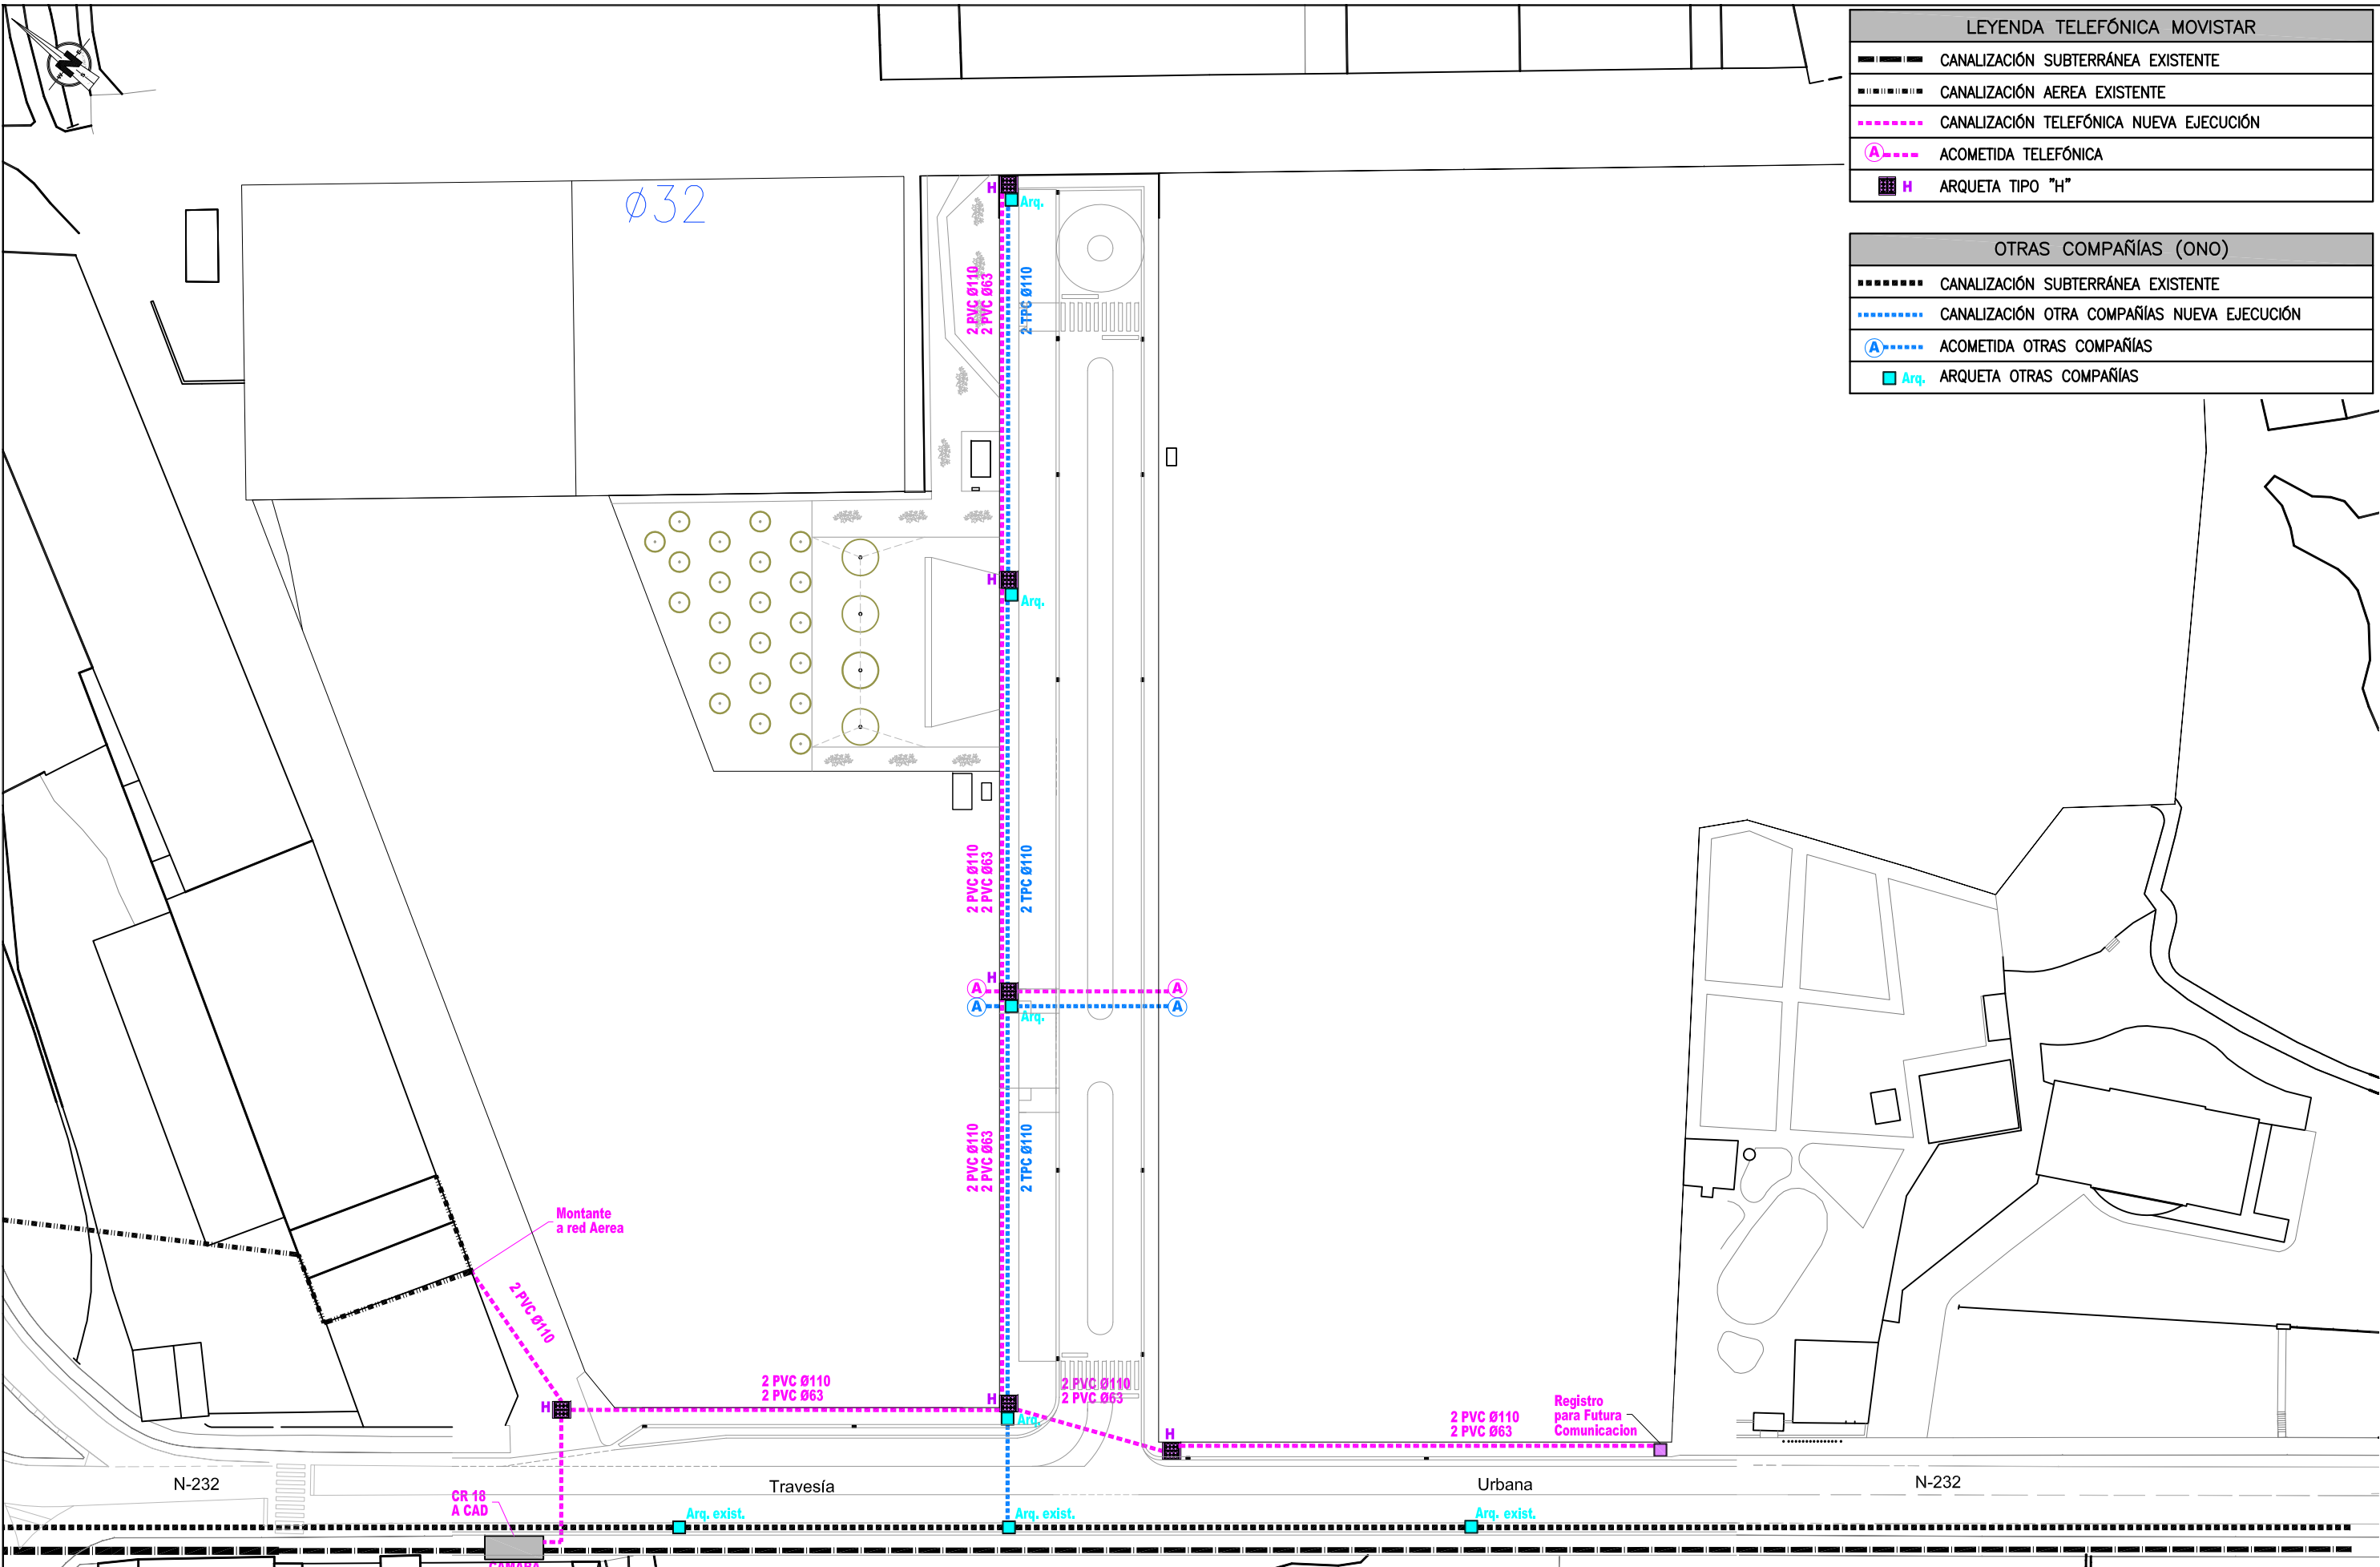 LEYENDA TELEFÓNICA MOVISTAR
CANALIZACIÓN SUBTERRÁNEA EXISTENTE
CANALIZACIÓN AEREA EXISTENTE
CANALIZACIÓN TELEFÓNICA NUEVA EJECUCIÓN
A ACOMETIDA TELEFÓNICA
H ARQUETA TIPO "H"
OTRAS COMPAÑÍAS (ONO)
CANALIZACIÓN SUBTERRÁNEA EXISTENTE
CANALIZACIÓN OTRA COMPAÑÍAS NUEVA EJECUCIÓN
A ACOMETIDA OTRAS COMPAÑÍAS
Arq. ARQUETA OTRAS COMPAÑÍAS
N
Ø32
H
Arq.
2 PVC Ø110
2 PVC Ø63
2 TPC Ø110
H
Arq.
2 PVC Ø110
2 PVC Ø63
2 TPC Ø110
H
A
A
A
A
Arq.
2 PVC Ø110
2 PVC Ø63
2 TPC Ø110
Montante
a red Aerea
2 PVC Ø110
H
2 PVC Ø110
2 PVC Ø63
H
Arq.
2 PVC Ø110
2 PVC Ø63
H
2 PVC Ø110
2 PVC Ø63
Registro
para Futura
Comunicacion
N-232
Travesía
Urbana
N-232
CR 18
A CAD
Arq. exist.
Arq. exist.
Arq. exist.
CAMARA